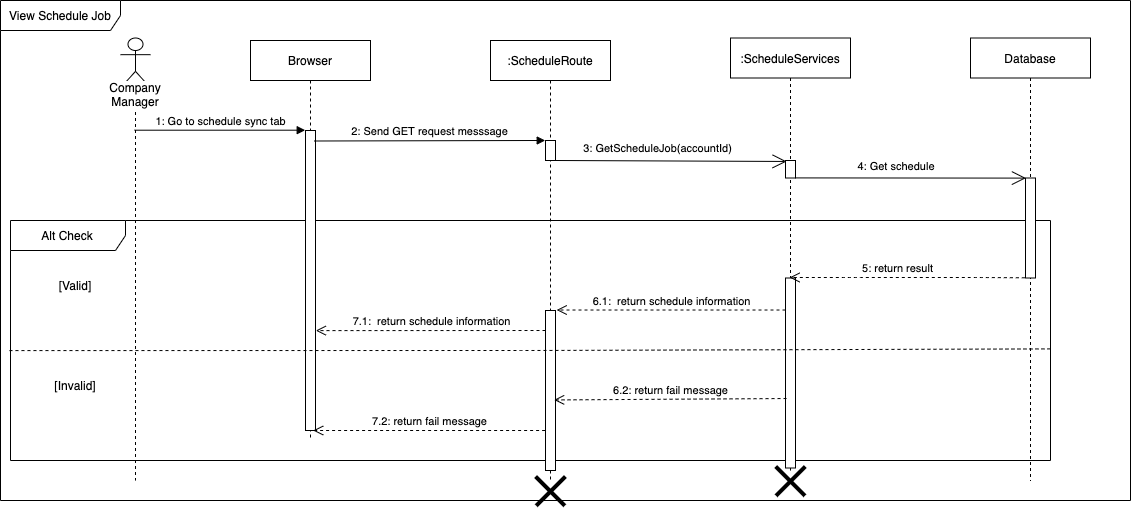 View Schedule Job
Company
Manager
Browser
:ScheduleRoute
:ScheduleServices
Database
1: Go to schedule sync tab
2: Send GET request messsage
3: GetScheduleJob(accountId)
4: Get schedule
Alt Check
[Valid]
5: return result
6.1: return schedule information
7.1: return schedule information
[Invalid]
6.2: return fail message
7.2: return fail message